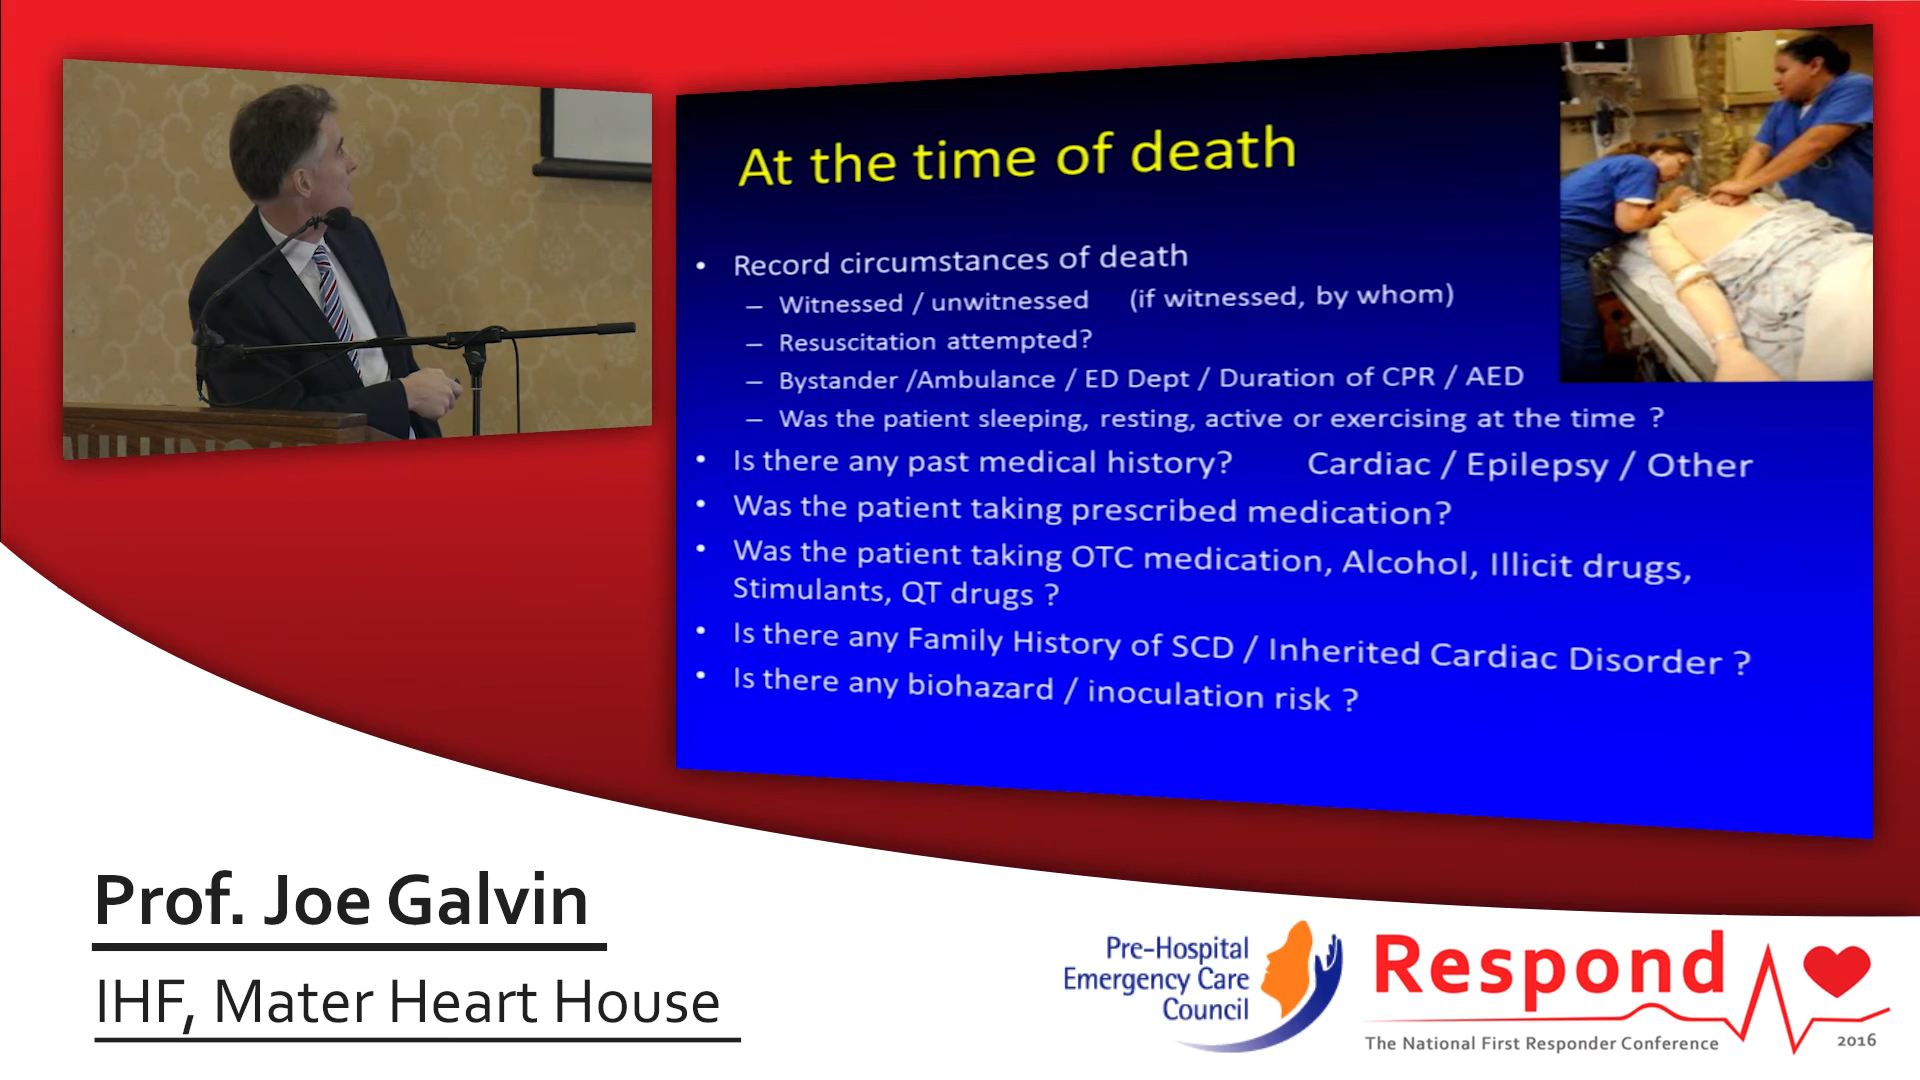 At the time of death
• Record circumstances of death
– Witnessed / unwitnessed (if witnessed, by whom)
– Resuscitation attempted?
– Bystander /Ambulance / ED Dept / Duration of CPR / AED
– Was the patient sleeping, resting, active or exercising at the time ?
• Is there any past medical history? Cardiac / Epilepsy / Other
• Was the patient taking prescribed medication?
• Was the patient taking OTC medication, Alcohol, Illicit drugs,
Stimulants, QT drugs ?
• Is there any Family History of SCD / Inherited Cardiac Disorder ?
• Is there any biohazard / inoculation risk ?
Prof. Joe Galvin
IHF, Mater Heart House
Pre-Hospital
Emergency Care
Council
Respond
The National First Responder Conference 2016